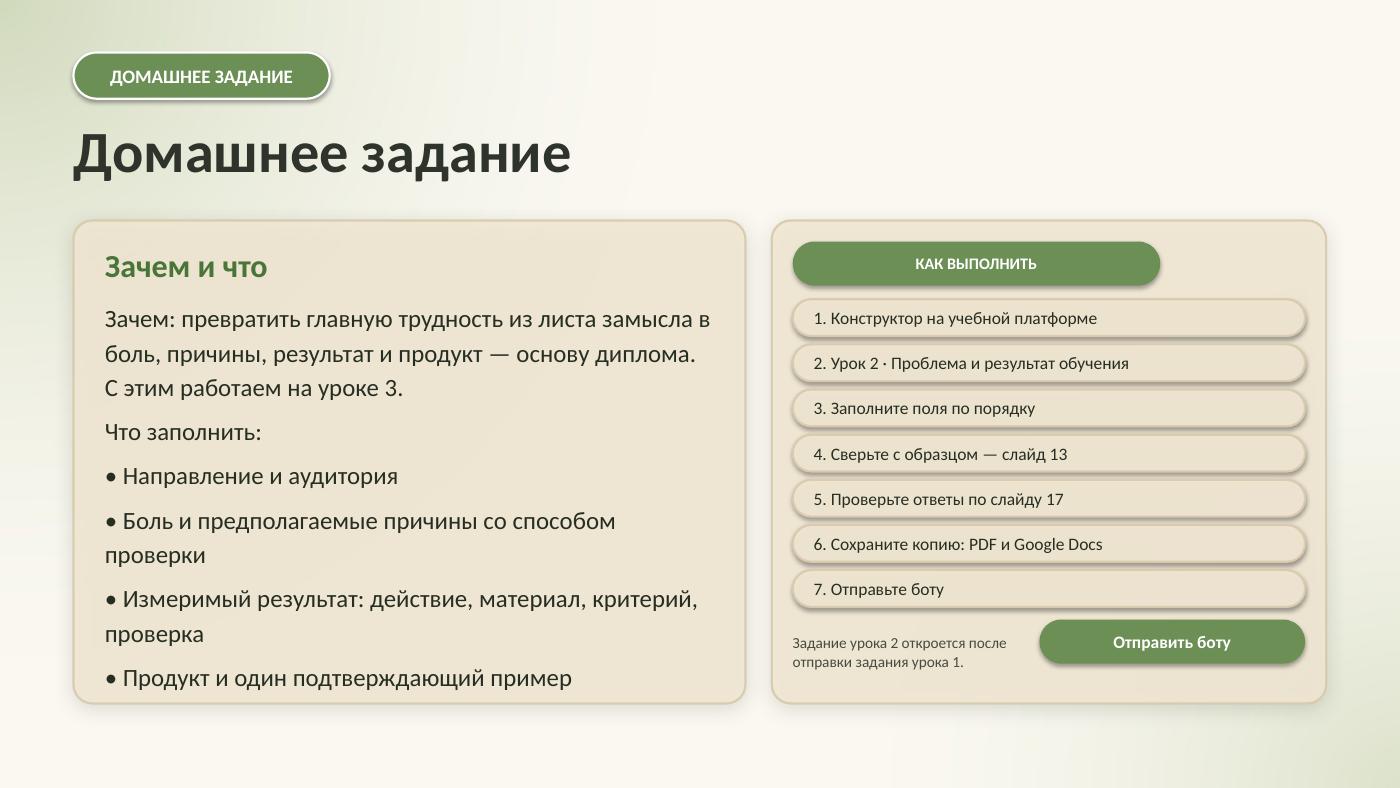 ДОМАШНЕЕ ЗАДАНИЕ
Домашнее задание
Зачем и что
Зачем: превратить главную трудность из листа замысла в
боль, причины, результат и продукт — основу диплома.
С этим работаем на уроке 3.
Что заполнить:
• Направление и аудитория
• Боль и предполагаемые причины со способом
проверки
• Измеримый результат: действие, материал, критерий,
проверка
• Продукт и один подтверждающий пример
КАК ВЫПОЛНИТЬ
1. Конструктор на учебной платформе
2. Урок 2 · Проблема и результат обучения
3. Заполните поля по порядку
4. Сверьте с образцом — слайд 13
5. Проверьте ответы по слайду 17
6. Сохраните копию: PDF и Google Docs
7. Отправьте боту
Задание урока 2 откроется после
отправки задания урока 1.
Отправить боту